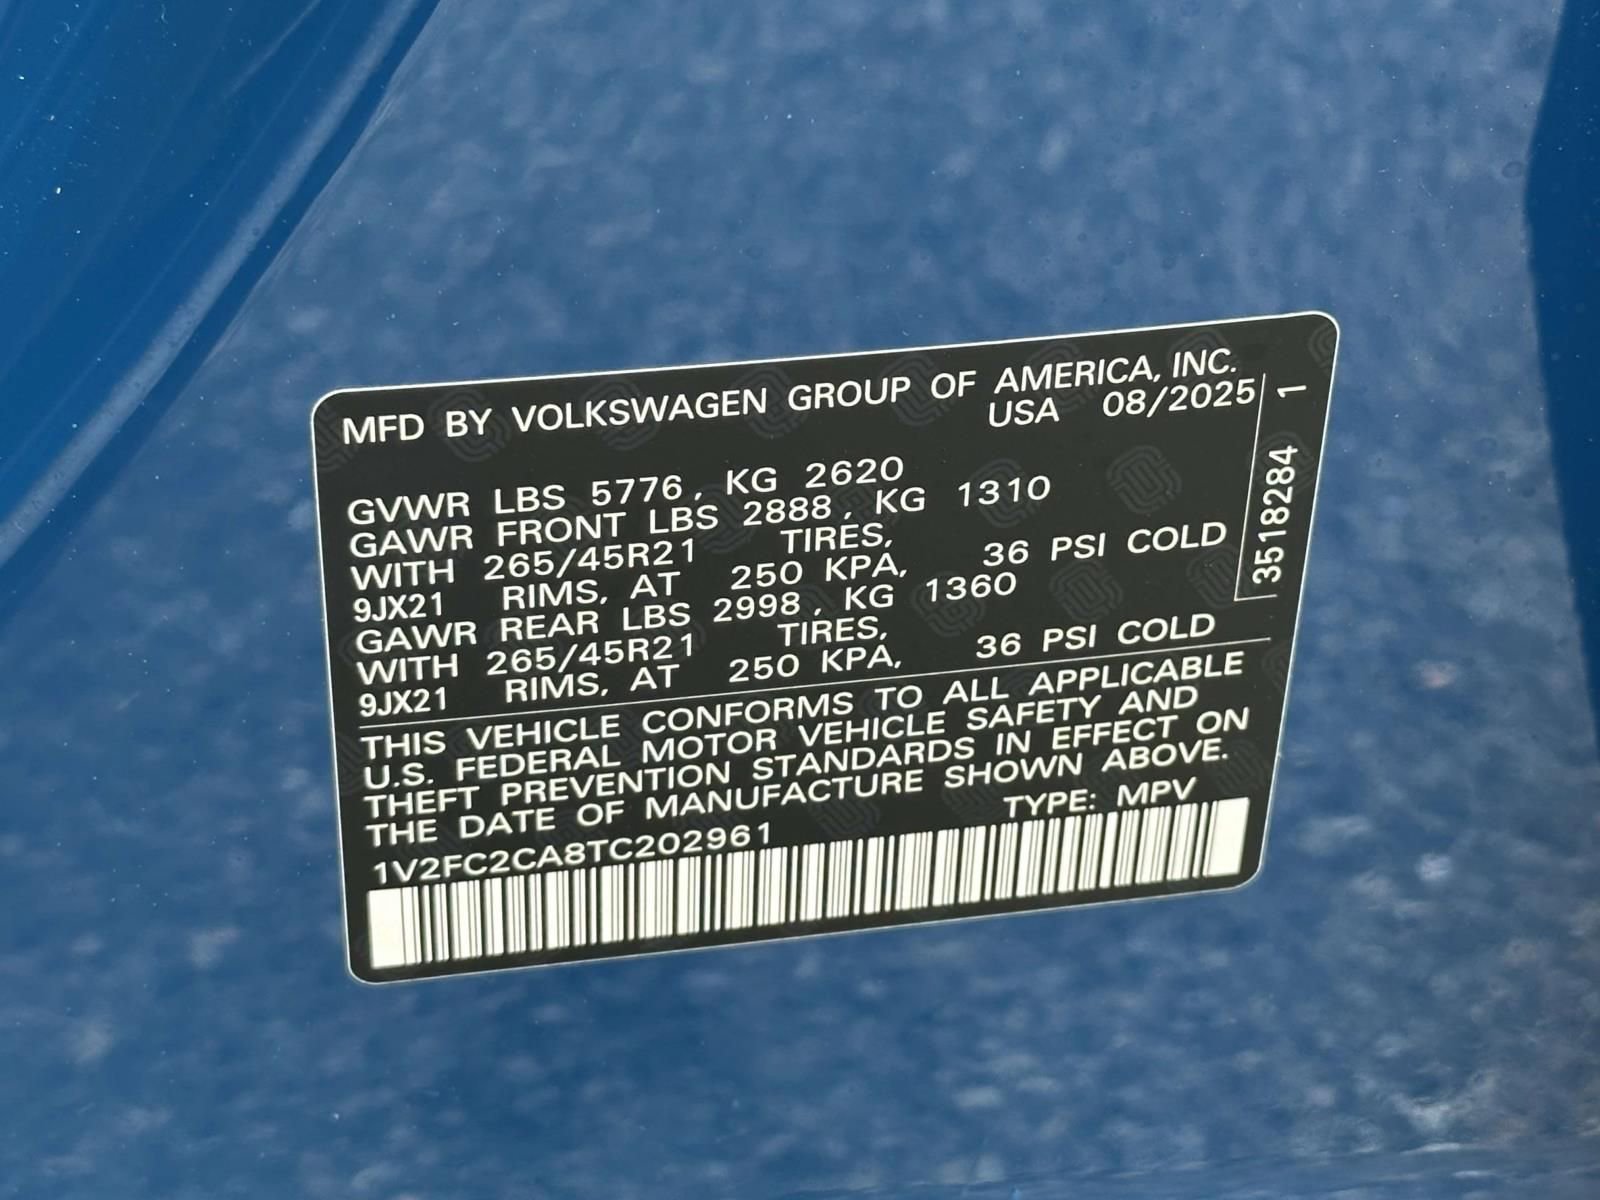 MFD BY VOLKSWAGEN GROUP OF AMERICA, INC.
USA 08/2025
GVWR LBS 5776, KG 2620
GAWR FRONT LBS 2888, KG 1310
WITH 265/45R21 TIRES,
9JX21 RIMS, AT 250 KPA, 36 PSI COLD
GAWR REAR LBS 2998, KG 1360
WITH 265/45R21 TIRES,
9JX21 RIMS, AT 250 KPA, 36 PSI COLD
THIS VEHICLE CONFORMS TO ALL APPLICABLE
U.S. FEDERAL MOTOR VEHICLE SAFETY AND
THEFT PREVENTION STANDARDS IN EFFECT ON
THE DATE OF MANUFACTURE SHOWN ABOVE.
1V2FC2CA8TC202961 TYPE: MPV
3518284 1